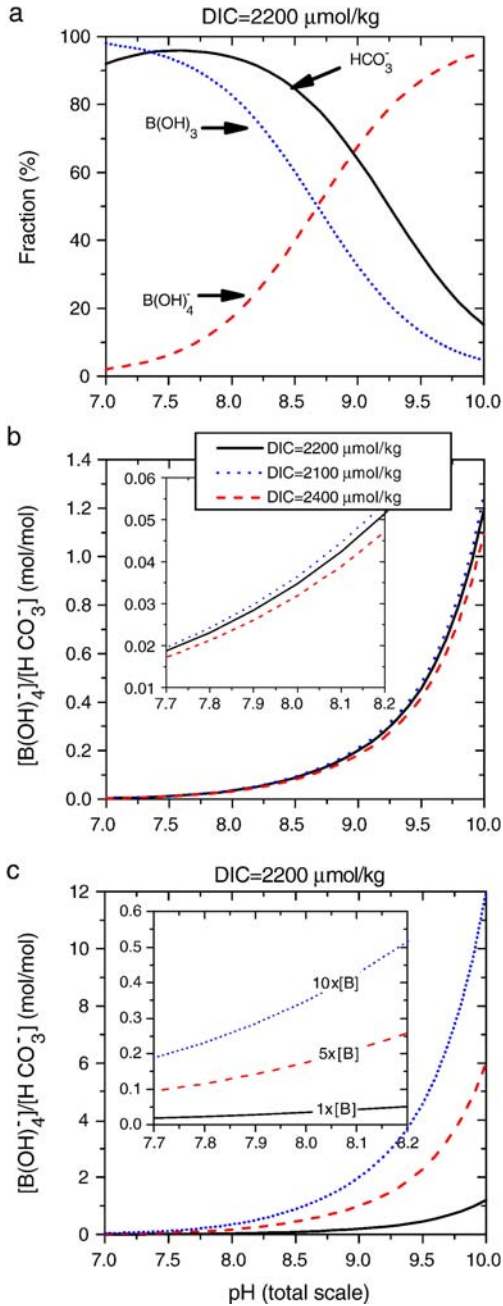 a
DIC=2200 μmol/kg
100
80
60
40
20
0
Fraction (%)
HCO₃⁻
B(OH)₃
B(OH)₄⁻
7.0 7.5 8.0 8.5 9.0 9.5 10.0
b
DIC=2200 μmol/kg
DIC=2100 μmol/kg
DIC=2400 μmol/kg
1.4
1.2
1.0
0.8
0.6
0.4
0.2
0.0
[B(OH)₄⁻]/[H CO₃⁻] (mol/mol)
0.06
0.05
0.04
0.03
0.02
0.01
7.7 7.8 7.9 8.0 8.1 8.2
7.0 7.5 8.0 8.5 9.0 9.5 10.0
c
DIC=2200 μmol/kg
12
10
8
6
4
2
0
[B(OH)₄⁻]/[H CO₃⁻] (mol/mol)
0.6
0.5
0.4
0.3
0.2
0.1
0.0
10x[B]
5x[B]
1x[B]
7.7 7.8 7.9 8.0 8.1 8.2
7.0 7.5 8.0 8.5 9.0 9.5 10.0
pH (total scale)